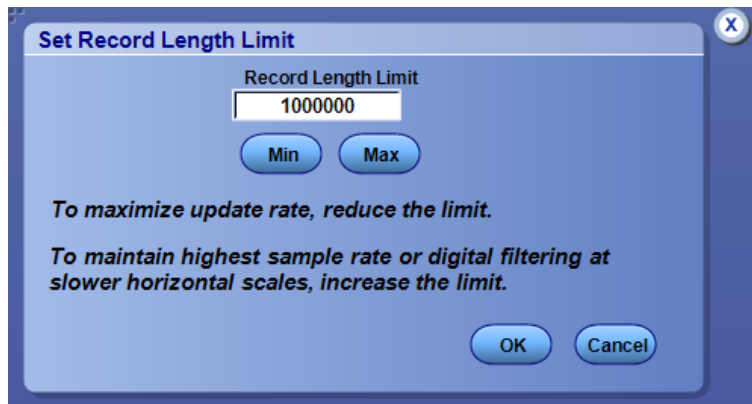 X
Set Record Length Limit
Record Length Limit
1000000
Min Max
To maximize update rate, reduce the limit.
To maintain highest sample rate or digital filtering at
slower horizontal scales, increase the limit.
OK Cancel